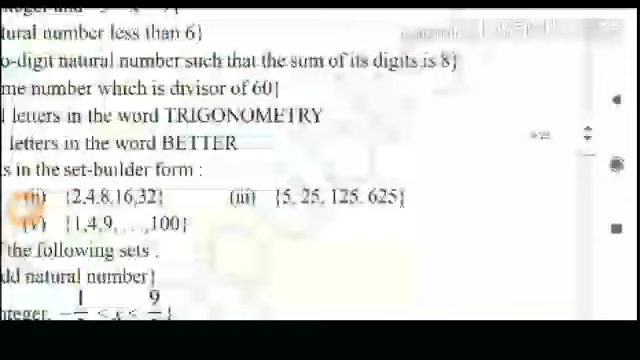 tural number less than 6}
o-digit natural number such that the sum of its digits is 8}
me number which is divisor of 60}
l letters in the word TRIGONOMETRY
letters in the word BETTER
s in the set-builder form :
(ii) {2,4,8,16,32} (iii) {5, 25, 125, 625}
(v) {1,4,9, . . . ,100}
f the following sets .
dd natural number}
nteger, - 1 < x < 9 }